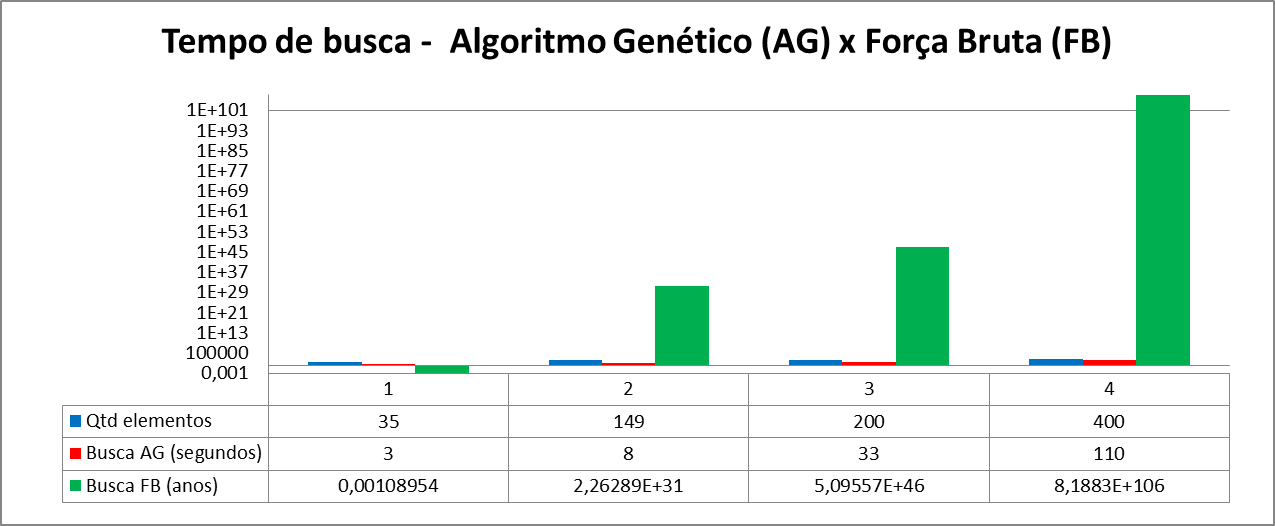 Tempo de busca - Algoritmo Genético (AG) x Força Bruta (FB)
1E+101
1E+93
1E+85
1E+77
1E+69
1E+61
1E+53
1E+45
1E+37
1E+29
1E+21
1E+13
100000
0,001
1 2 3 4
Qtd elementos 35 149 200 400
Busca AG (segundos) 3 8 33 110
Busca FB (anos) 0,00108954 2,26289E+31 5,09557E+46 8,1883E+106